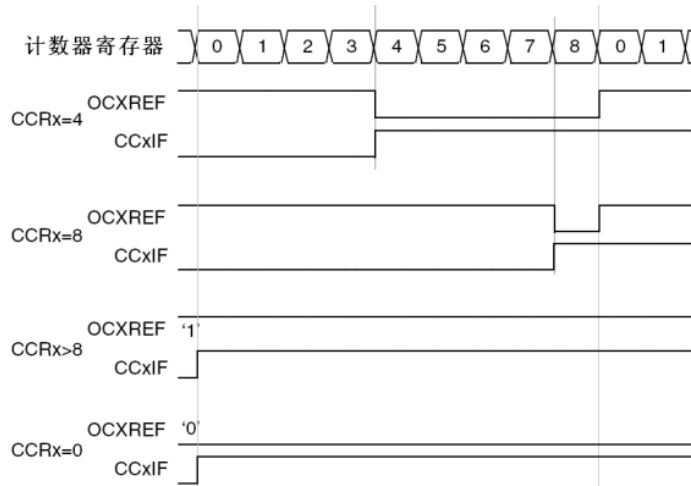 计数器寄存器 0 1 2 3 4 5 6 7 8 0 1
CCRx=4 OCXREF
CCxIF
CCRx=8 OCXREF
CCxIF
CCRx>8 OCXREF '1'
CCxIF
CCRx=0 OCXREF '0'
CCxIF